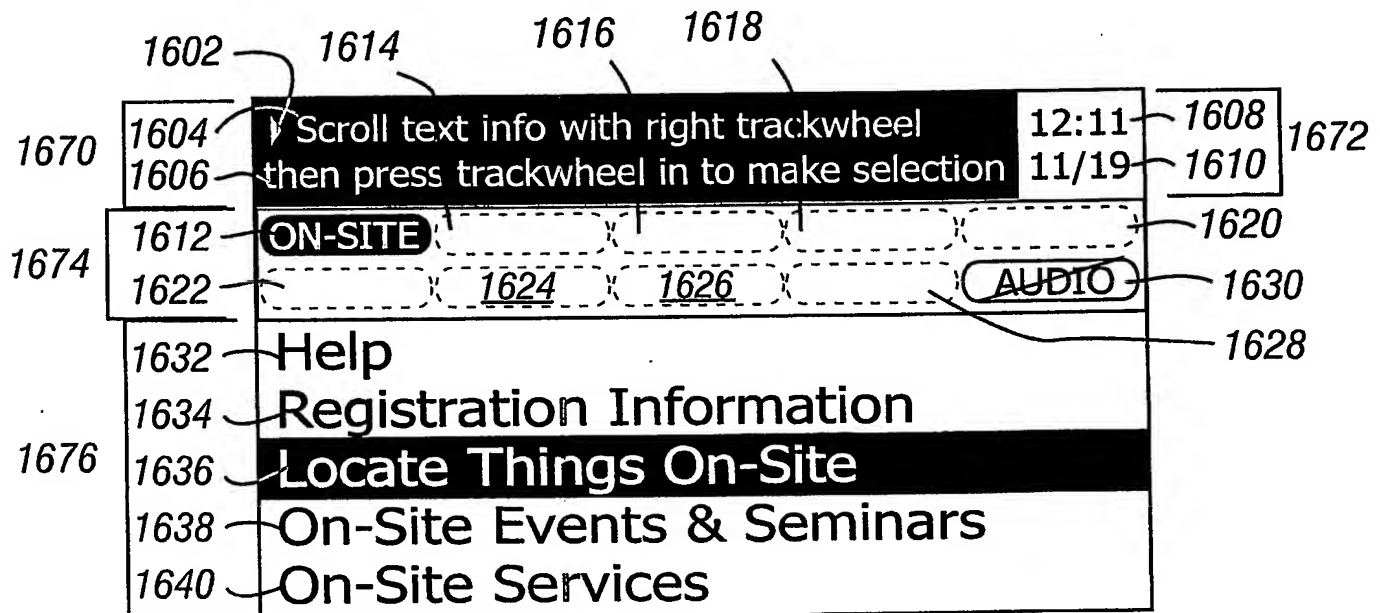 1602 1614 1616 1618
1670 1604 Scroll text info with right trackwheel 12:11 1608 1672
1606 then press trackwheel in to make selection 11/19 1610
1674 1612 ON-SITE 1620
1622 1624 1626 AUDIO 1630
1632 Help 1628
1634 Registration Information
1676 1636 Locate Things On-Site
1638 On-Site Events & Seminars
1640 On-Site Services